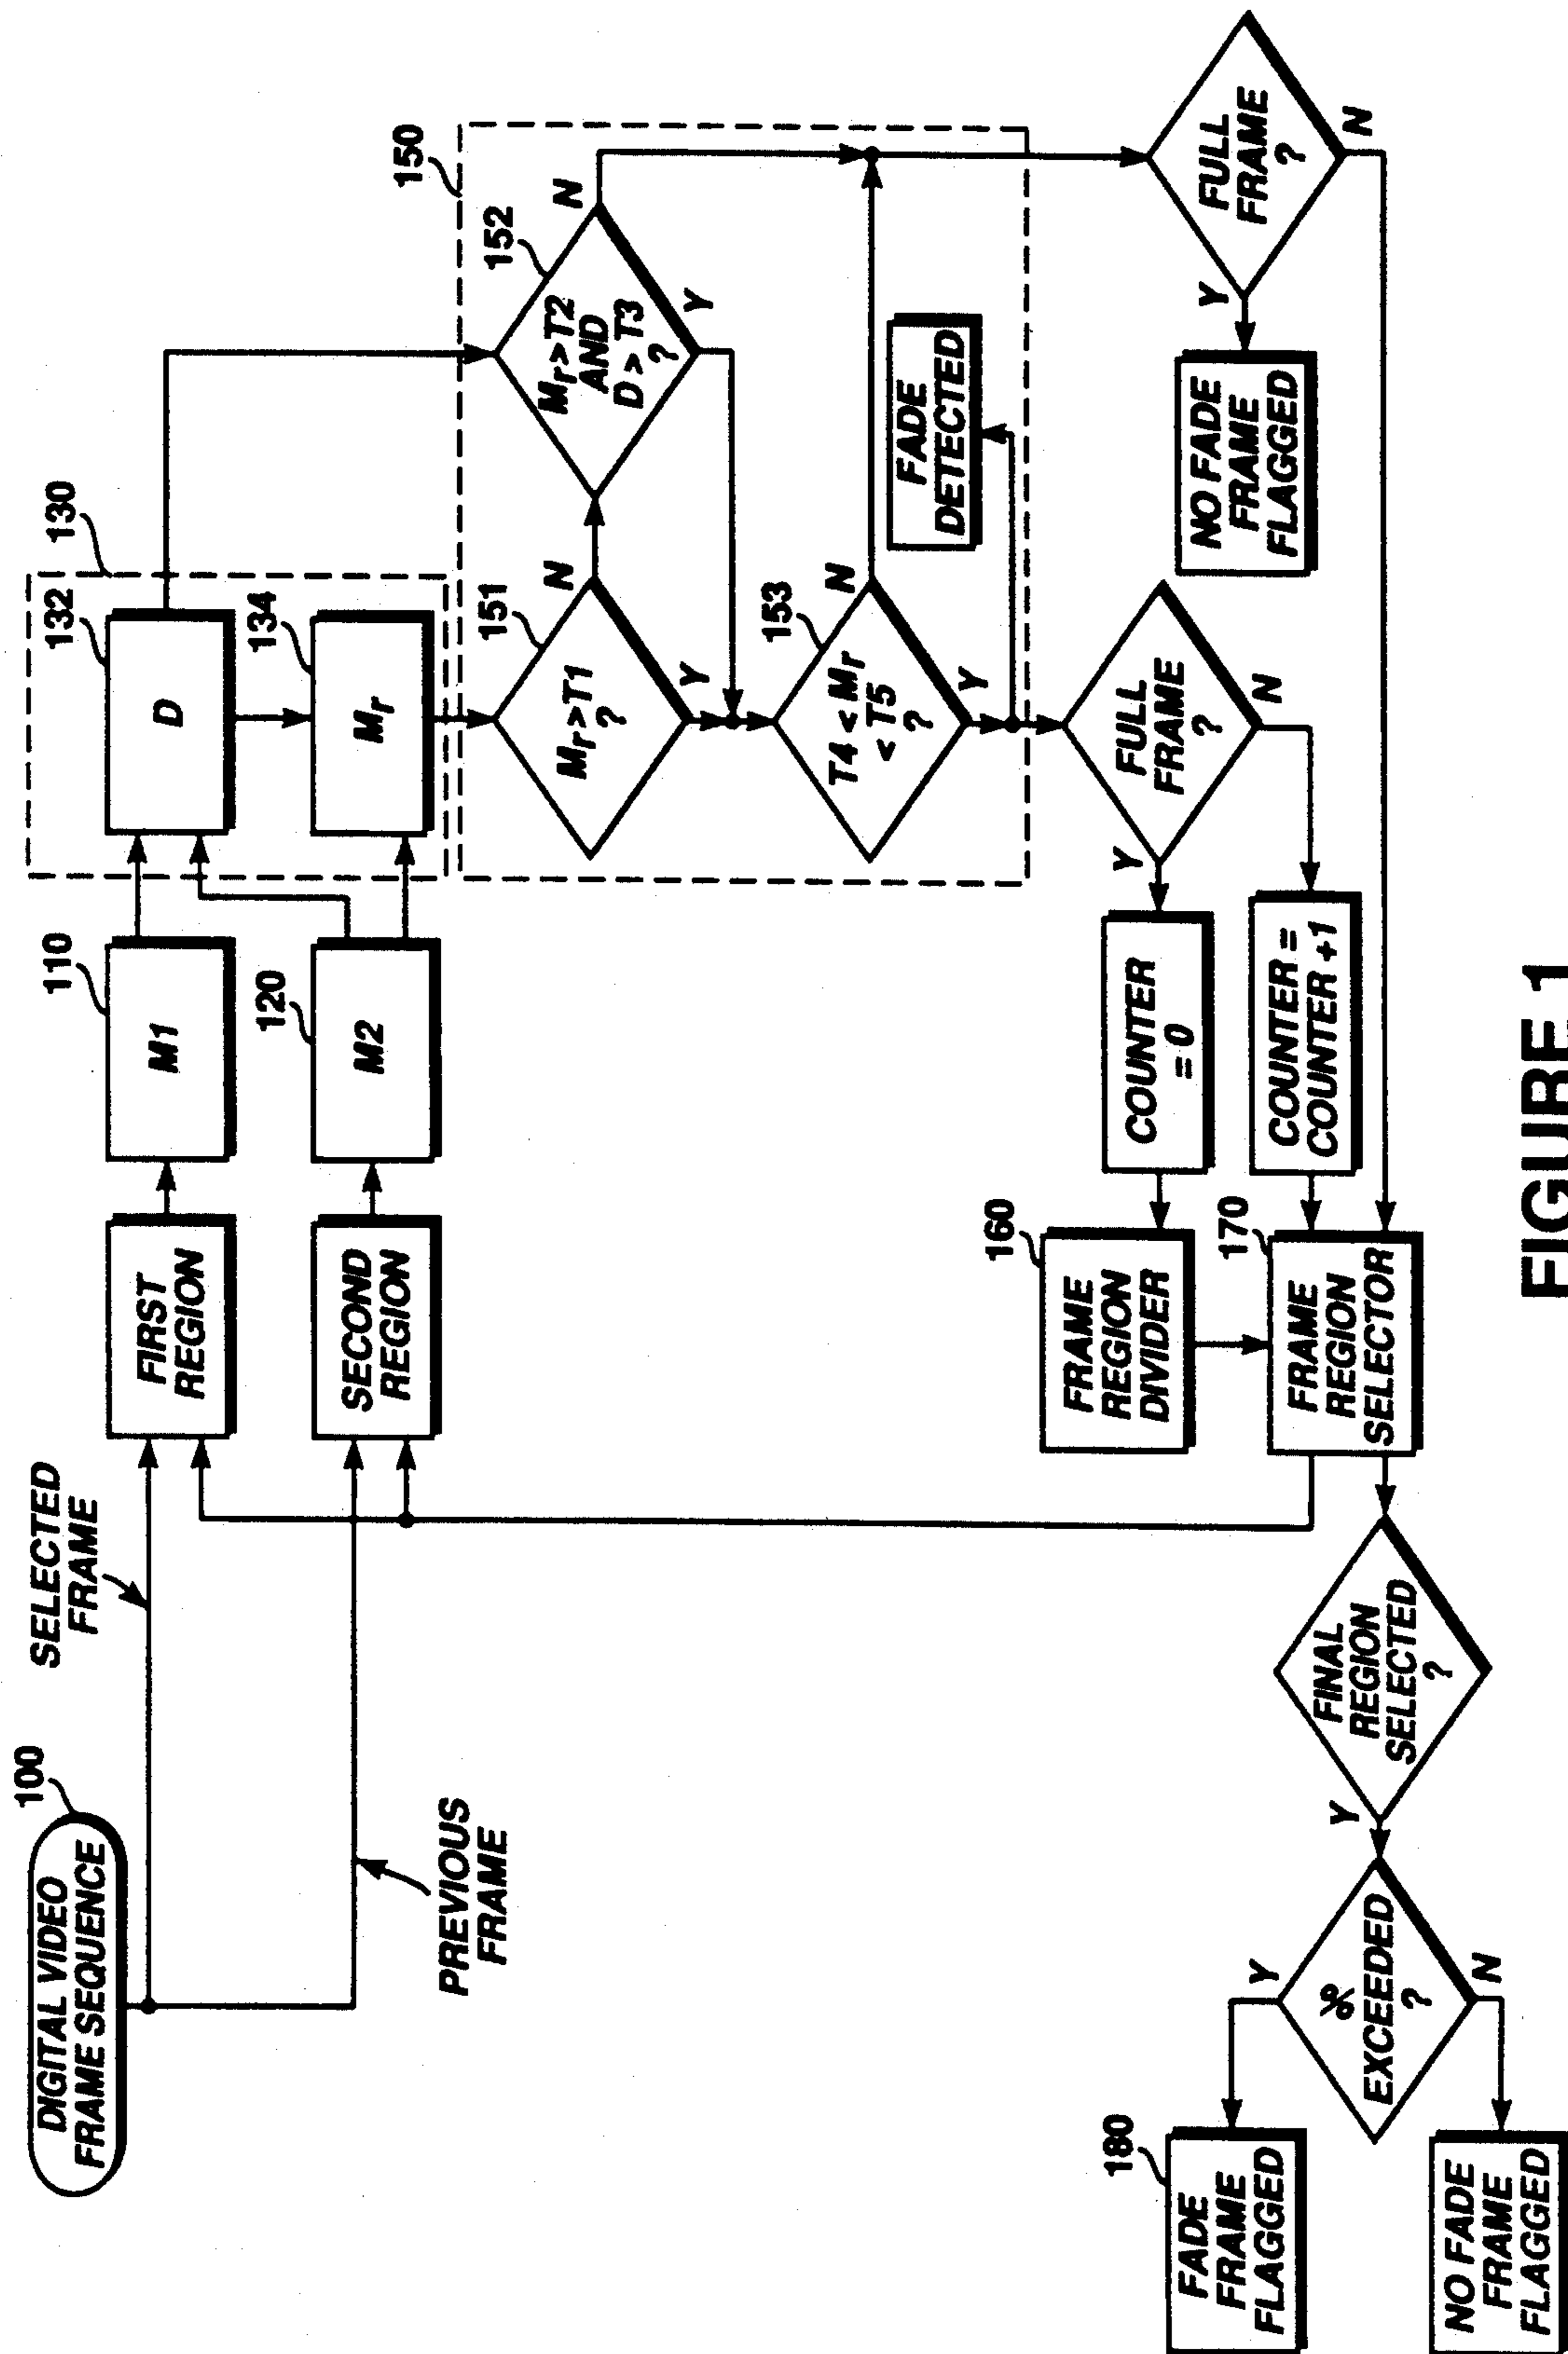 100
DIGITAL VIDEO
FRAME SEQUENCE
SELECTED
FRAME
PREVIOUS
FRAME
FIRST
REGION
SECOND
REGION
110
M1
120
M2
130
132
D
134
Mr
150
151
Mr>T1
?
N
Y
152
Mr>T2
AND
D>T3
?
N
Y
153
T4<Mr
<T5
?
N
Y
FADE
DETECTED
FULL
FRAME
?
Y
N
FULL
FRAME
?
Y
N
NO FADE
FRAME
FLAGGED
COUNTER
= 0
COUNTER =
COUNTER +1
160
FRAME
REGION
DIVIDER
170
FRAME
REGION
SELECTOR
FINAL
REGION
SELECTED
?
Y
%
EXCEEDED
?
Y
N
180
FADE
FRAME
FLAGGED
NO FADE
FRAME
FLAGGED
FIGURE 1